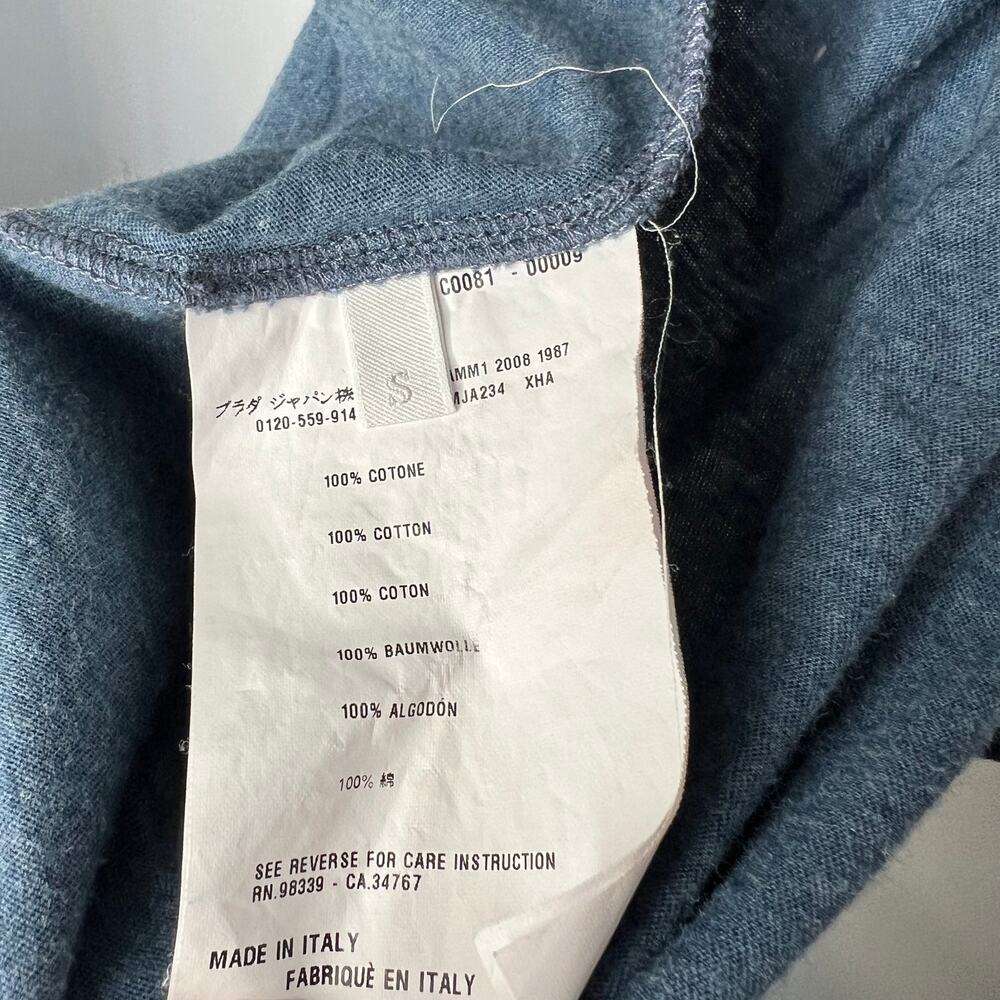 C0081 - 00009
プラダ ジャパン株
0120-559-914
S
MM1 2008 1987
MJA234 XHA
100% COTONE
100% COTTON
100% COTON
100% BAUMWOLLE
100% ALGODÓN
100% 綿
SEE REVERSE FOR CARE INSTRUCTION
RN.98339 - CA.34767
MADE IN ITALY
FABRIQUÈ EN ITALY